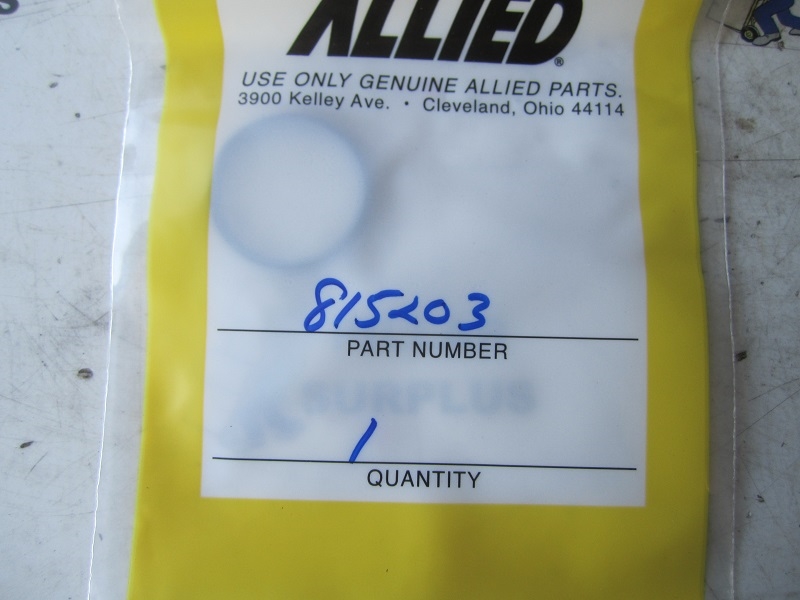 ALLIED®
USE ONLY GENUINE ALLIED PARTS.
3900 Kelley Ave. • Cleveland, Ohio 44114
815203
PART NUMBER
SURPLUS
1
QUANTITY